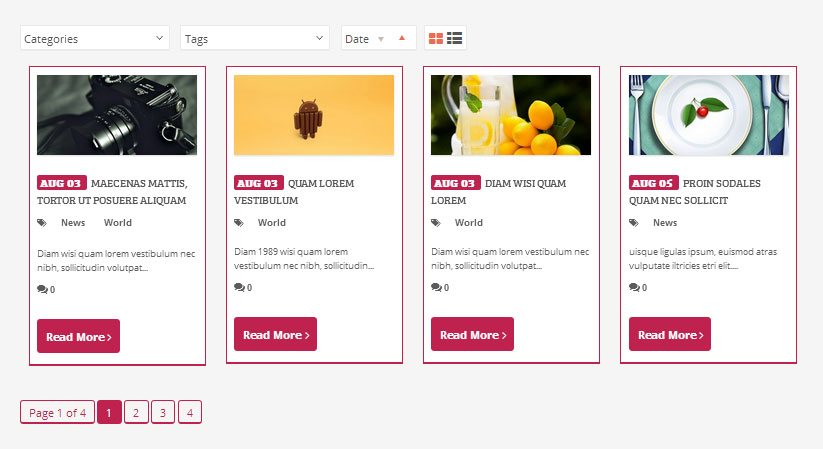 Categories
Tags
Date
AUG 03 MAECENAS MATTIS,
TORTOR UT POSUERE ALIQUAM
News World
Diam wisi quam lorem vestibulum nec
nibh, sollicitudin volutpat...
0
Read More
AUG 03 QUAM LOREM
VESTIBULUM
World
Diam 1989 wisi quam lorem
vestibulum nec nibh, sollicitudin...
0
Read More
AUG 03 DIAM WISI QUAM
LOREM
World
Diam wisi quam lorem vestibulum nec
nibh, sollicitudin volutpat...
0
Read More
AUG 05 PROIN SODALES
QUAM NEC SOLLICIT
News
uisque ligulas ipsum, euismod atras
vulputate iltricies etri elit....
0
Read More
Page 1 of 4 1 2 3 4